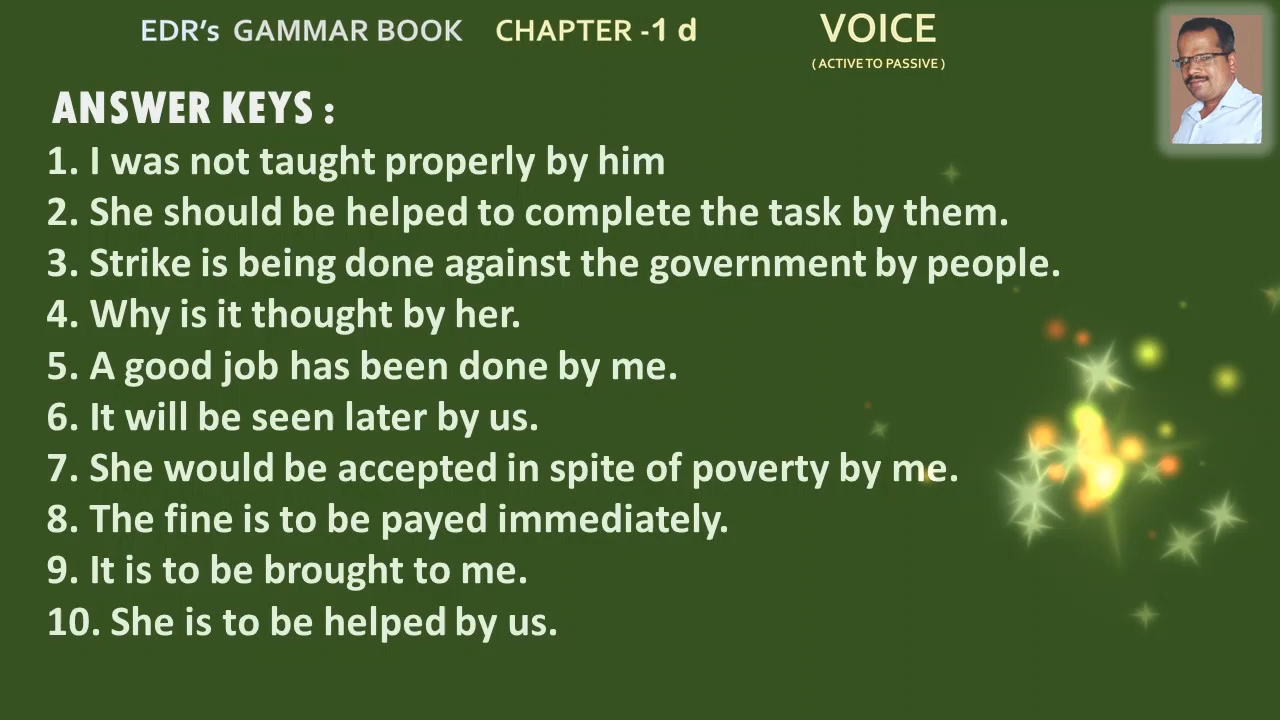 EDR's GAMMAR BOOK CHAPTER -1 d VOICE
( ACTIVE TO PASSIVE )
ANSWER KEYS :
1. I was not taught properly by him
2. She should be helped to complete the task by them.
3. Strike is being done against the government by people.
4. Why is it thought by her.
5. A good job has been done by me.
6. It will be seen later by us.
7. She would be accepted in spite of poverty by me.
8. The fine is to be payed immediately.
9. It is to be brought to me.
10. She is to be helped by us.